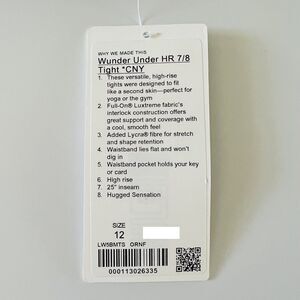 WHY WE MADE THIS
Wunder Under HR 7/8
Tight *CNY
1. These versatile, high-rise
tights were designed to fit
like a second skin—perfect for
yoga or the gym
2. Full-On® Luxtreme fabric's
interlock construction offers
great support and coverage with
a cool, smooth feel
3. Added Lycra® fibre for stretch
and shape retention
4. Waistband lies flat and won't
dig in
5. Waistband pocket holds your key
or card
6. High rise
7. 25" inseam
8. Hugged Sensation
SIZE
12
LW5BMTS ORNF
000113026335